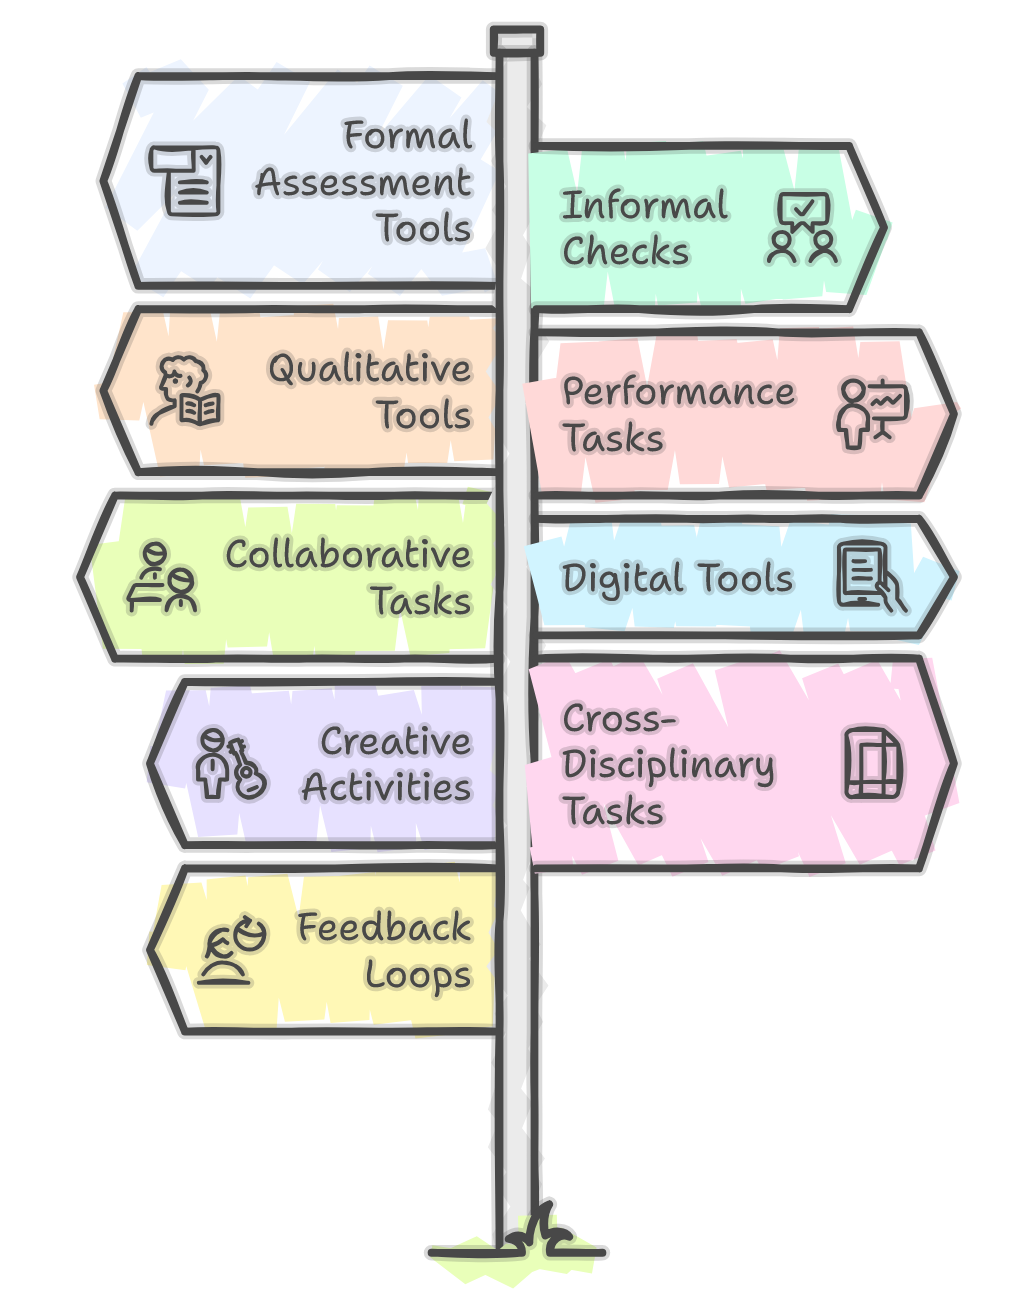 Formal
Assessment
Tools
Informal
Checks
Qualitative
Tools
Performance
Tasks
Collaborative
Tasks
Digital Tools
Creative
Activities
Cross-
Disciplinary
Tasks
Feedback
Loops